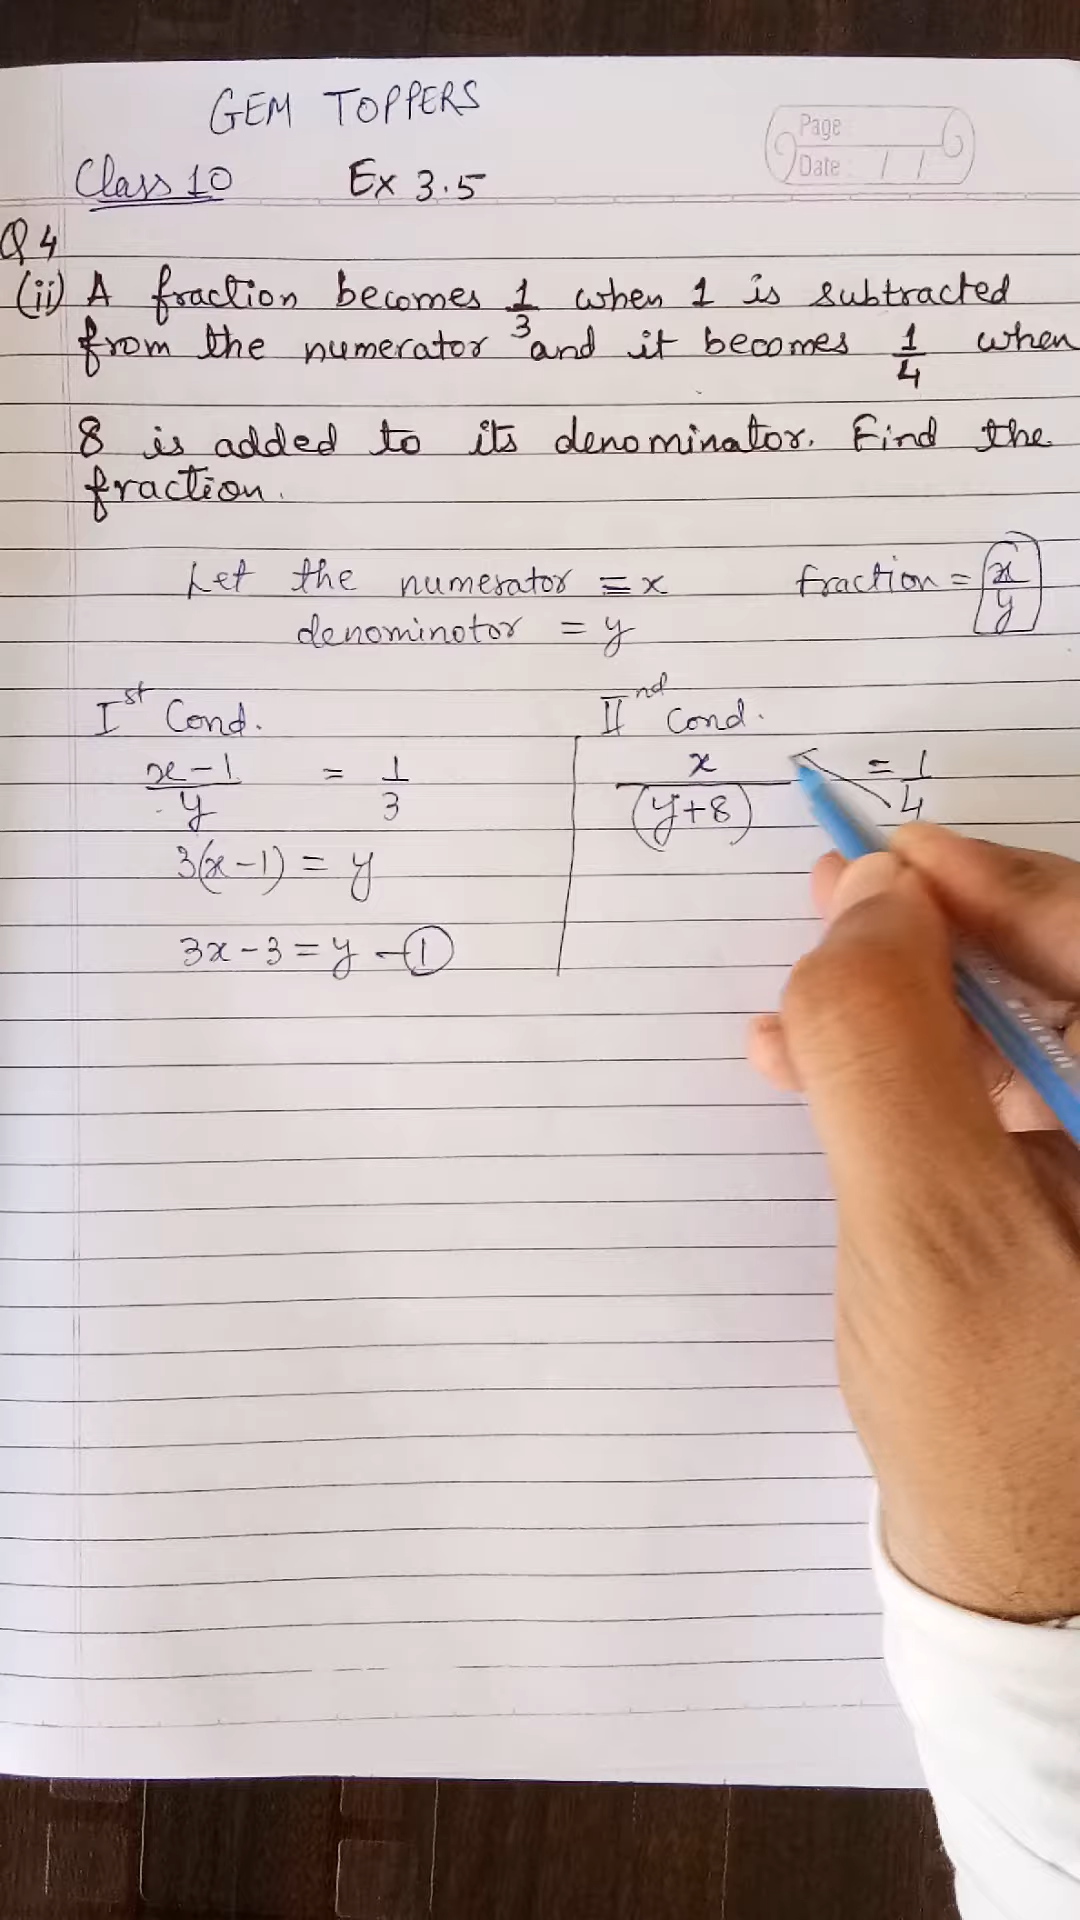 GEM TOPPERS
Page
Date / /
Class 10 Ex 3.5
Q 4
(ii) A fraction becomes 1/3 when 1 is subtracted
from the numerator and it becomes 1/4 when
8 is added to its denominator. Find the
fraction.
Let the numerator = x fraction = x/y
denominotor = y
Ist Cond.
x-1/y = 1/3
3(x-1) = y
3x-3 = y -①
IInd Cond.
x/(y+8) = 1/4